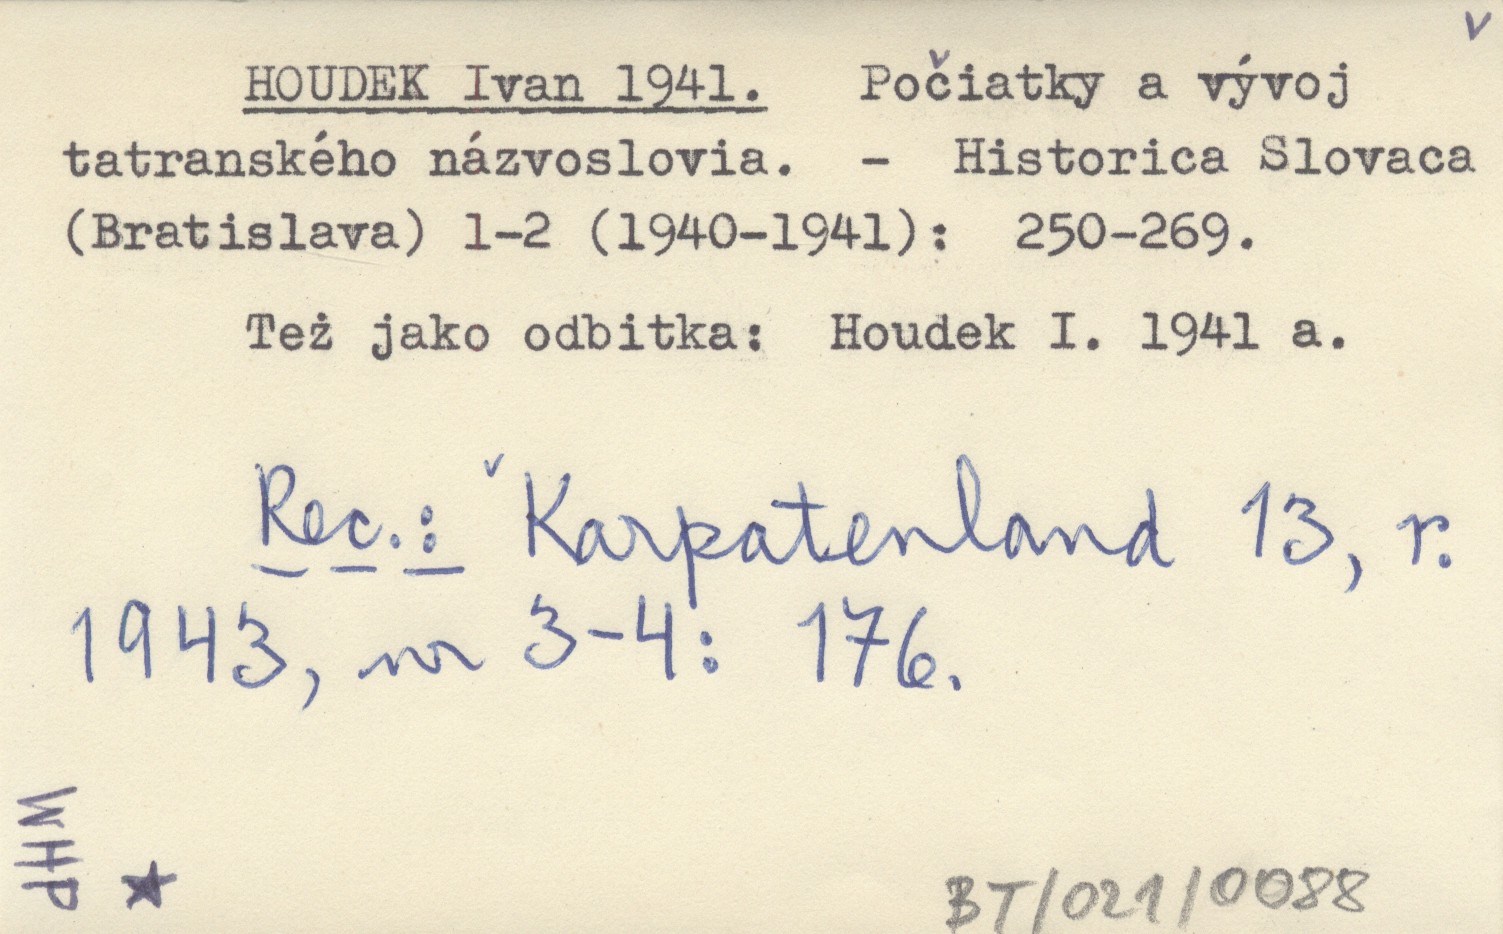 v
HOUDEK Ivan 1941. Počiatky a vývoj
tatranského názvoslovia. - Historica Slovaca
(Bratislava) 1-2 (1940-1941): 250-269.
Też jako odbitka: Houdek I. 1941 a.
Rec.: v Karpatenland 13, r.
1943, nr 3-4: 176.
WHP
BT/021/0088